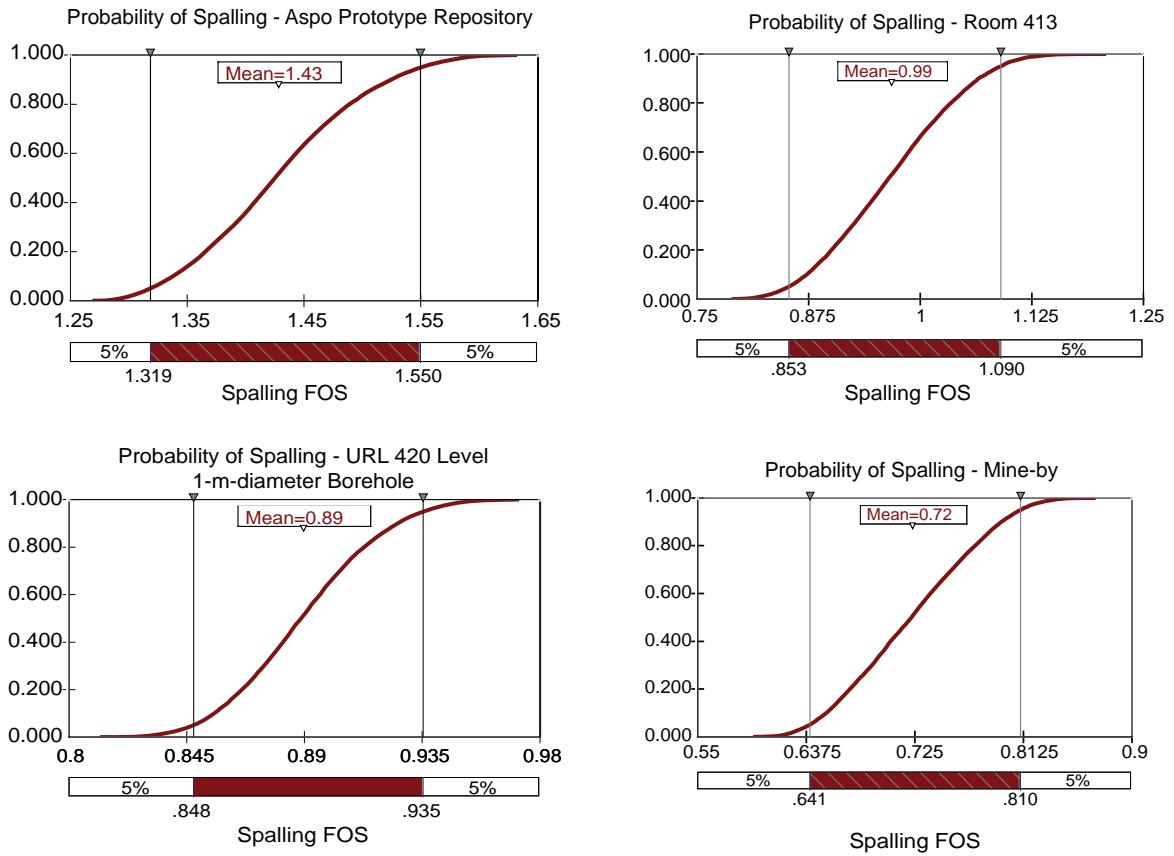 Probability of Spalling - Aspo Prototype Repository
1.000
0.800
0.600
0.400
0.200
0.000
Mean=1.43
1.25 1.35 1.45 1.55 1.65
5% 5%
1.319 1.550
Spalling FOS
Probability of Spalling - Room 413
1.000
0.800
0.600
0.400
0.200
0.000
Mean=0.99
0.75 0.875 1 1.125 1.25
5% 5%
.853 1.090
Spalling FOS
Probability of Spalling - URL 420 Level
1-m-diameter Borehole
1.000
0.800
0.600
0.400
0.200
0.000
Mean=0.89
0.8 0.845 0.89 0.935 0.98
5% 5%
.848 .935
Spalling FOS
Probability of Spalling - Mine-by
1.000
0.800
0.600
0.400
0.200
0.000
Mean=0.72
0.55 0.6375 0.725 0.8125 0.9
5% 5%
.641 .810
Spalling FOS